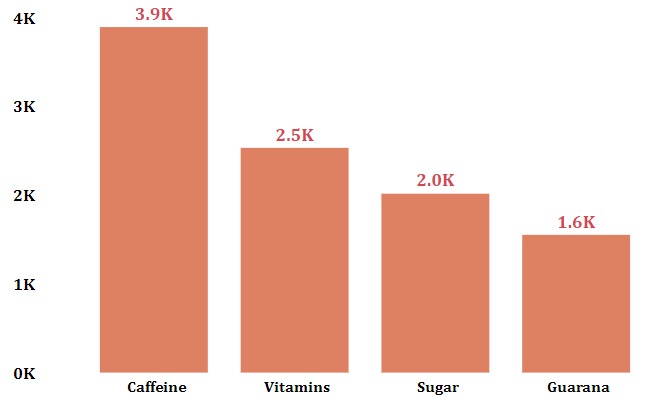 4K
3.9K
3K
2.5K
2K
2.0K
1.6K
1K
0K
Caffeine Vitamins Sugar Guarana